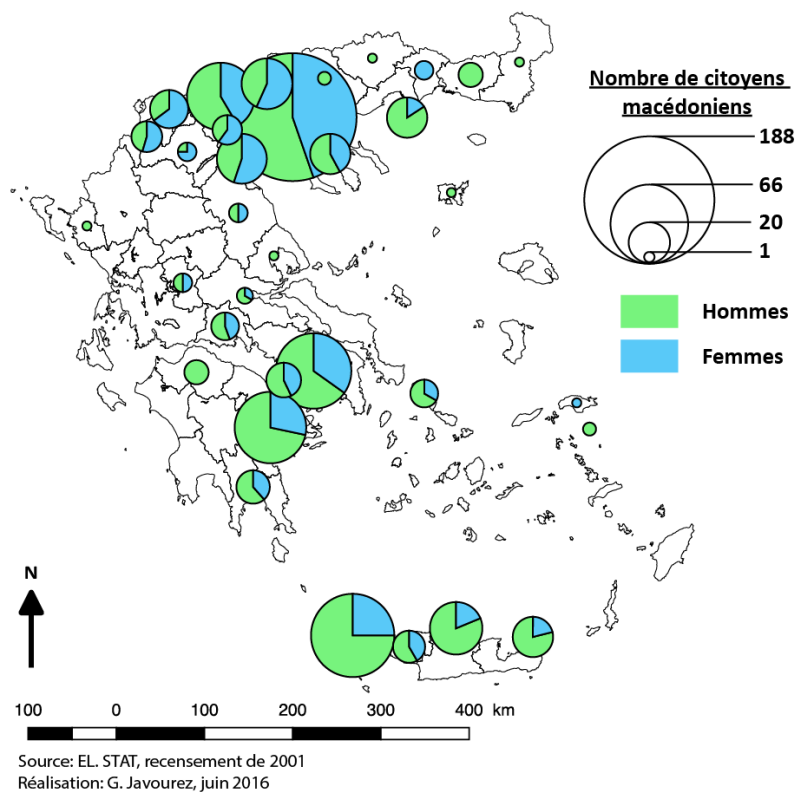 Nombre de citoyens
macédoniens
188
66
20
1
Hommes
Femmes
N
100 0 100 200 300 400 km
Source: EL. STAT, recensement de 2001
Réalisation: G. Javourez, juin 2016